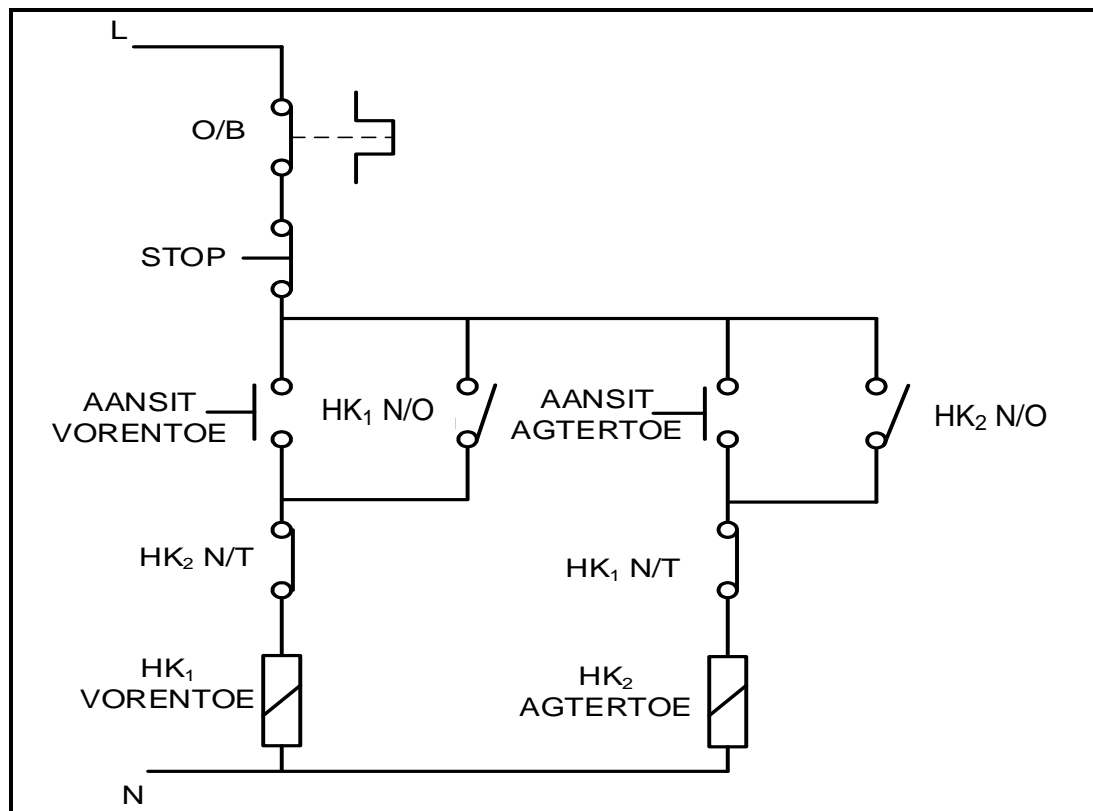 L
O/B
STOP
AANSIT
VORENTOE
HK₁ N/O
AANSIT
AGTERTOE
HK₂ N/O
HK₂ N/T
HK₁ N/T
HK₁
VORENTOE
HK₂
AGTERTOE
N